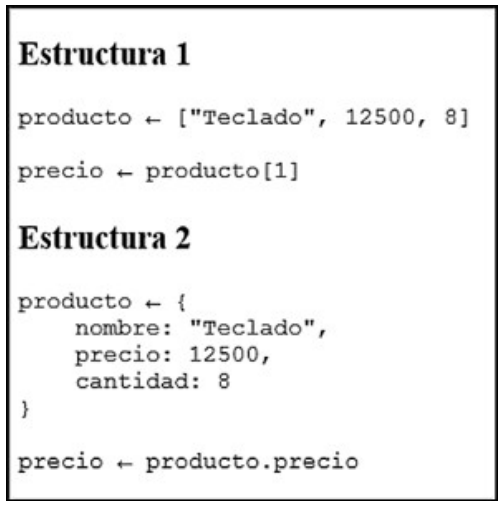 Estructura 1
producto ← ["Teclado", 12500, 8]
precio ← producto[1]
Estructura 2
producto ← {
    nombre: "Teclado",
    precio: 12500,
    cantidad: 8
}
precio ← producto.precio